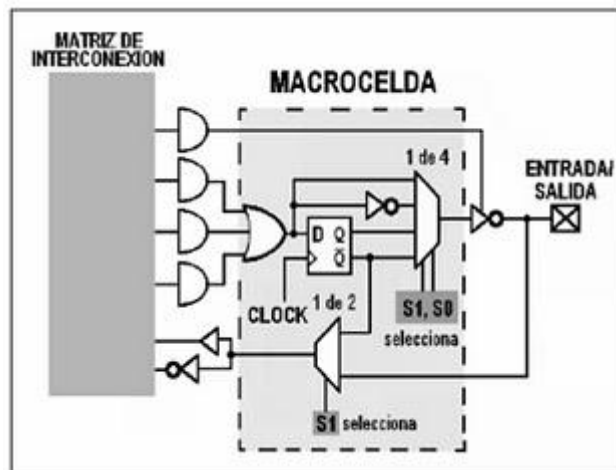 MATRIZ DE
INTERCONEXION
MACROCELDA
1 de 4
ENTRADA/
SALIDA
D Q
Q̅
CLOCK
1 de 2
S1, S0
selecciona
S1 selecciona